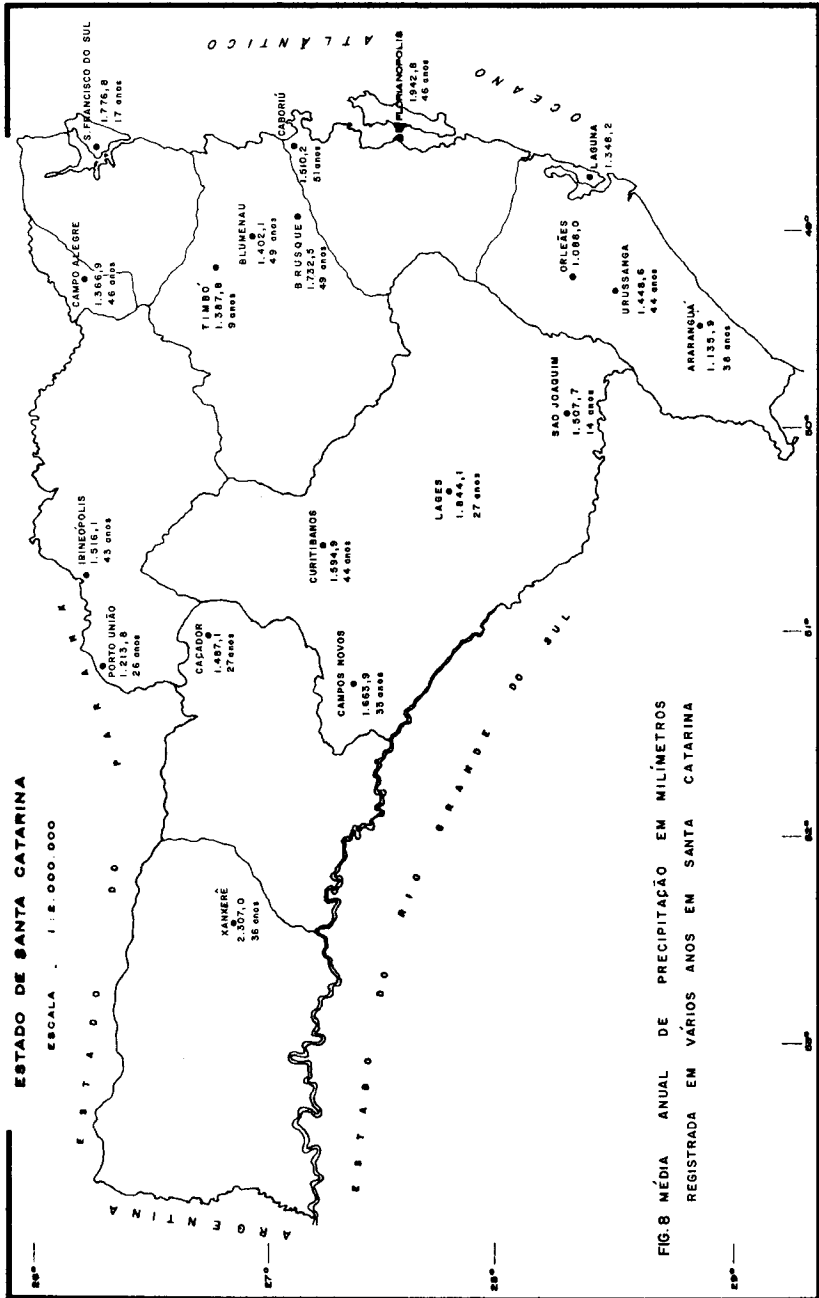 ESTADO DE SANTA CATARINA
ESCALA - 1:2.000.000
ESTADO DO PARANÁ
ARGENTINA
ESTADO DO RIO GRANDE DO SUL
OCEANO ATLÂNTICO
S. FRANCISCO DO SUL
1.776,8
17 anos
CAMPO ALEGRE
1.366,9
46 anos
IRINEÓPOLIS
1.516,1
43 anos
PORTO UNIÃO
1.213,8
26 anos
CAÇADOR
1.487,1
27 anos
TIMBÓ
1.387,8
9 anos
BLUMENAU
1.402,1
49 anos
B RUSQUE
1.732,5
49 anos
CABORIÚ
1.510,2
51 anos
FLORIANOPOLIS
1.942,8
46 anos
XANXERÊ
2.307,0
36 anos
CAMPOS NOVOS
1.663,9
33 anos
CURITIBANOS
1.594,9
44 anos
LAGES
1.844,1
27 anos
SAO JOAQUIM
1.507,7
14 anos
ORLEÃES
1.088,0
LAGUNA
1.348,2
URUSSANGA
1.448,6
44 anos
ARARANGUÁ
1.135,9
38 anos
26°
27°
28°
29°
53°
52°
51°
50°
49°
FIG. 8 MÉDIA ANUAL DE PRECIPITAÇÃO EM MILÍMETROS
REGISTRADA EM VÁRIOS ANOS EM SANTA CATARINA